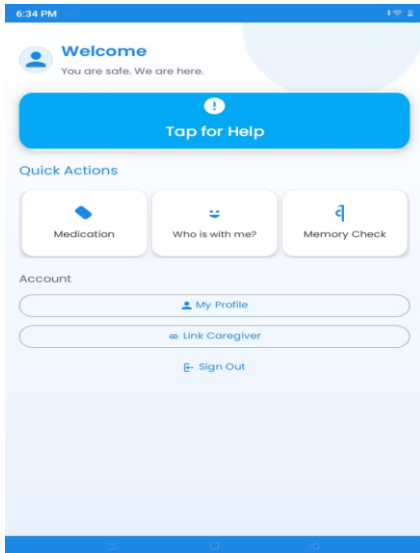 6:34 PM
Welcome
You are safe. We are here.
Tap for Help
Quick Actions
Medication
Who is with me?
Memory Check
Account
My Profile
Link Caregiver
Sign Out